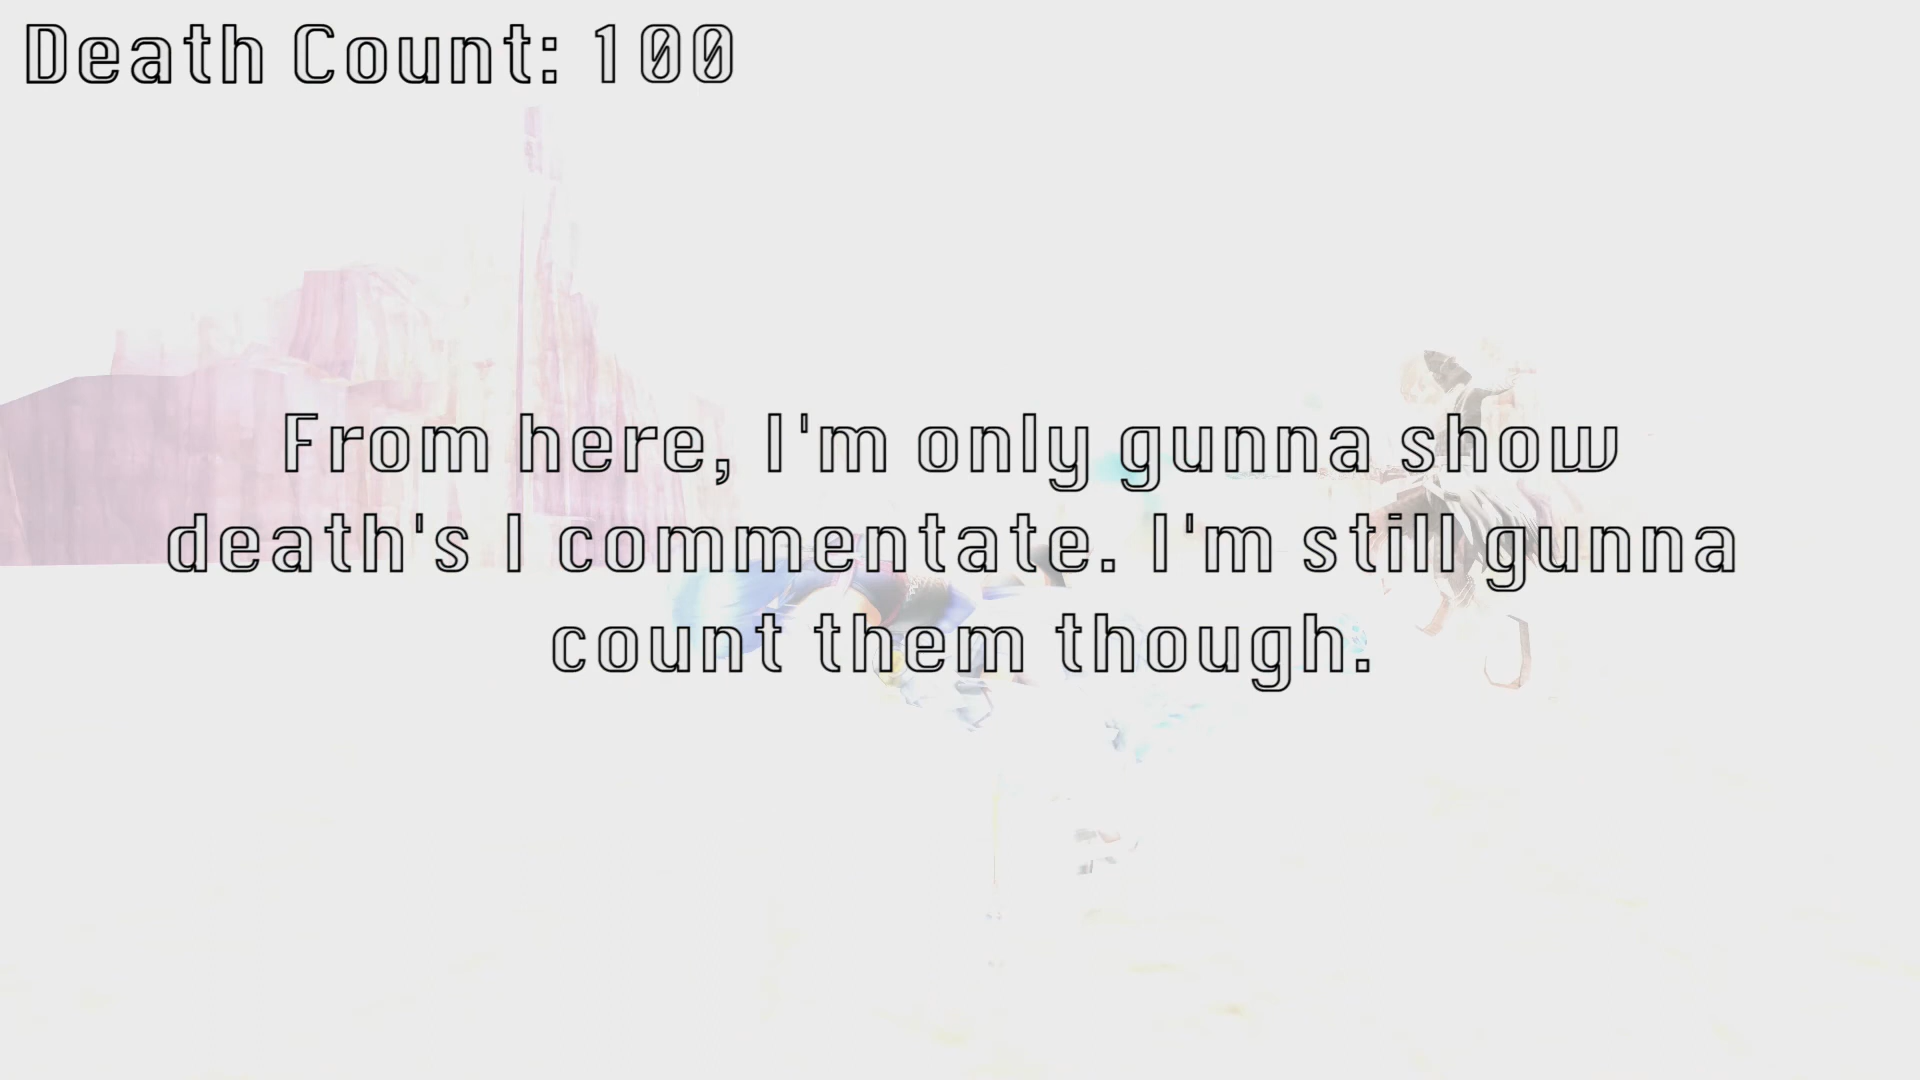 Death Count: 100
From here, I'm only gunna show
death's I commentate. I'm still gunna
count them though.